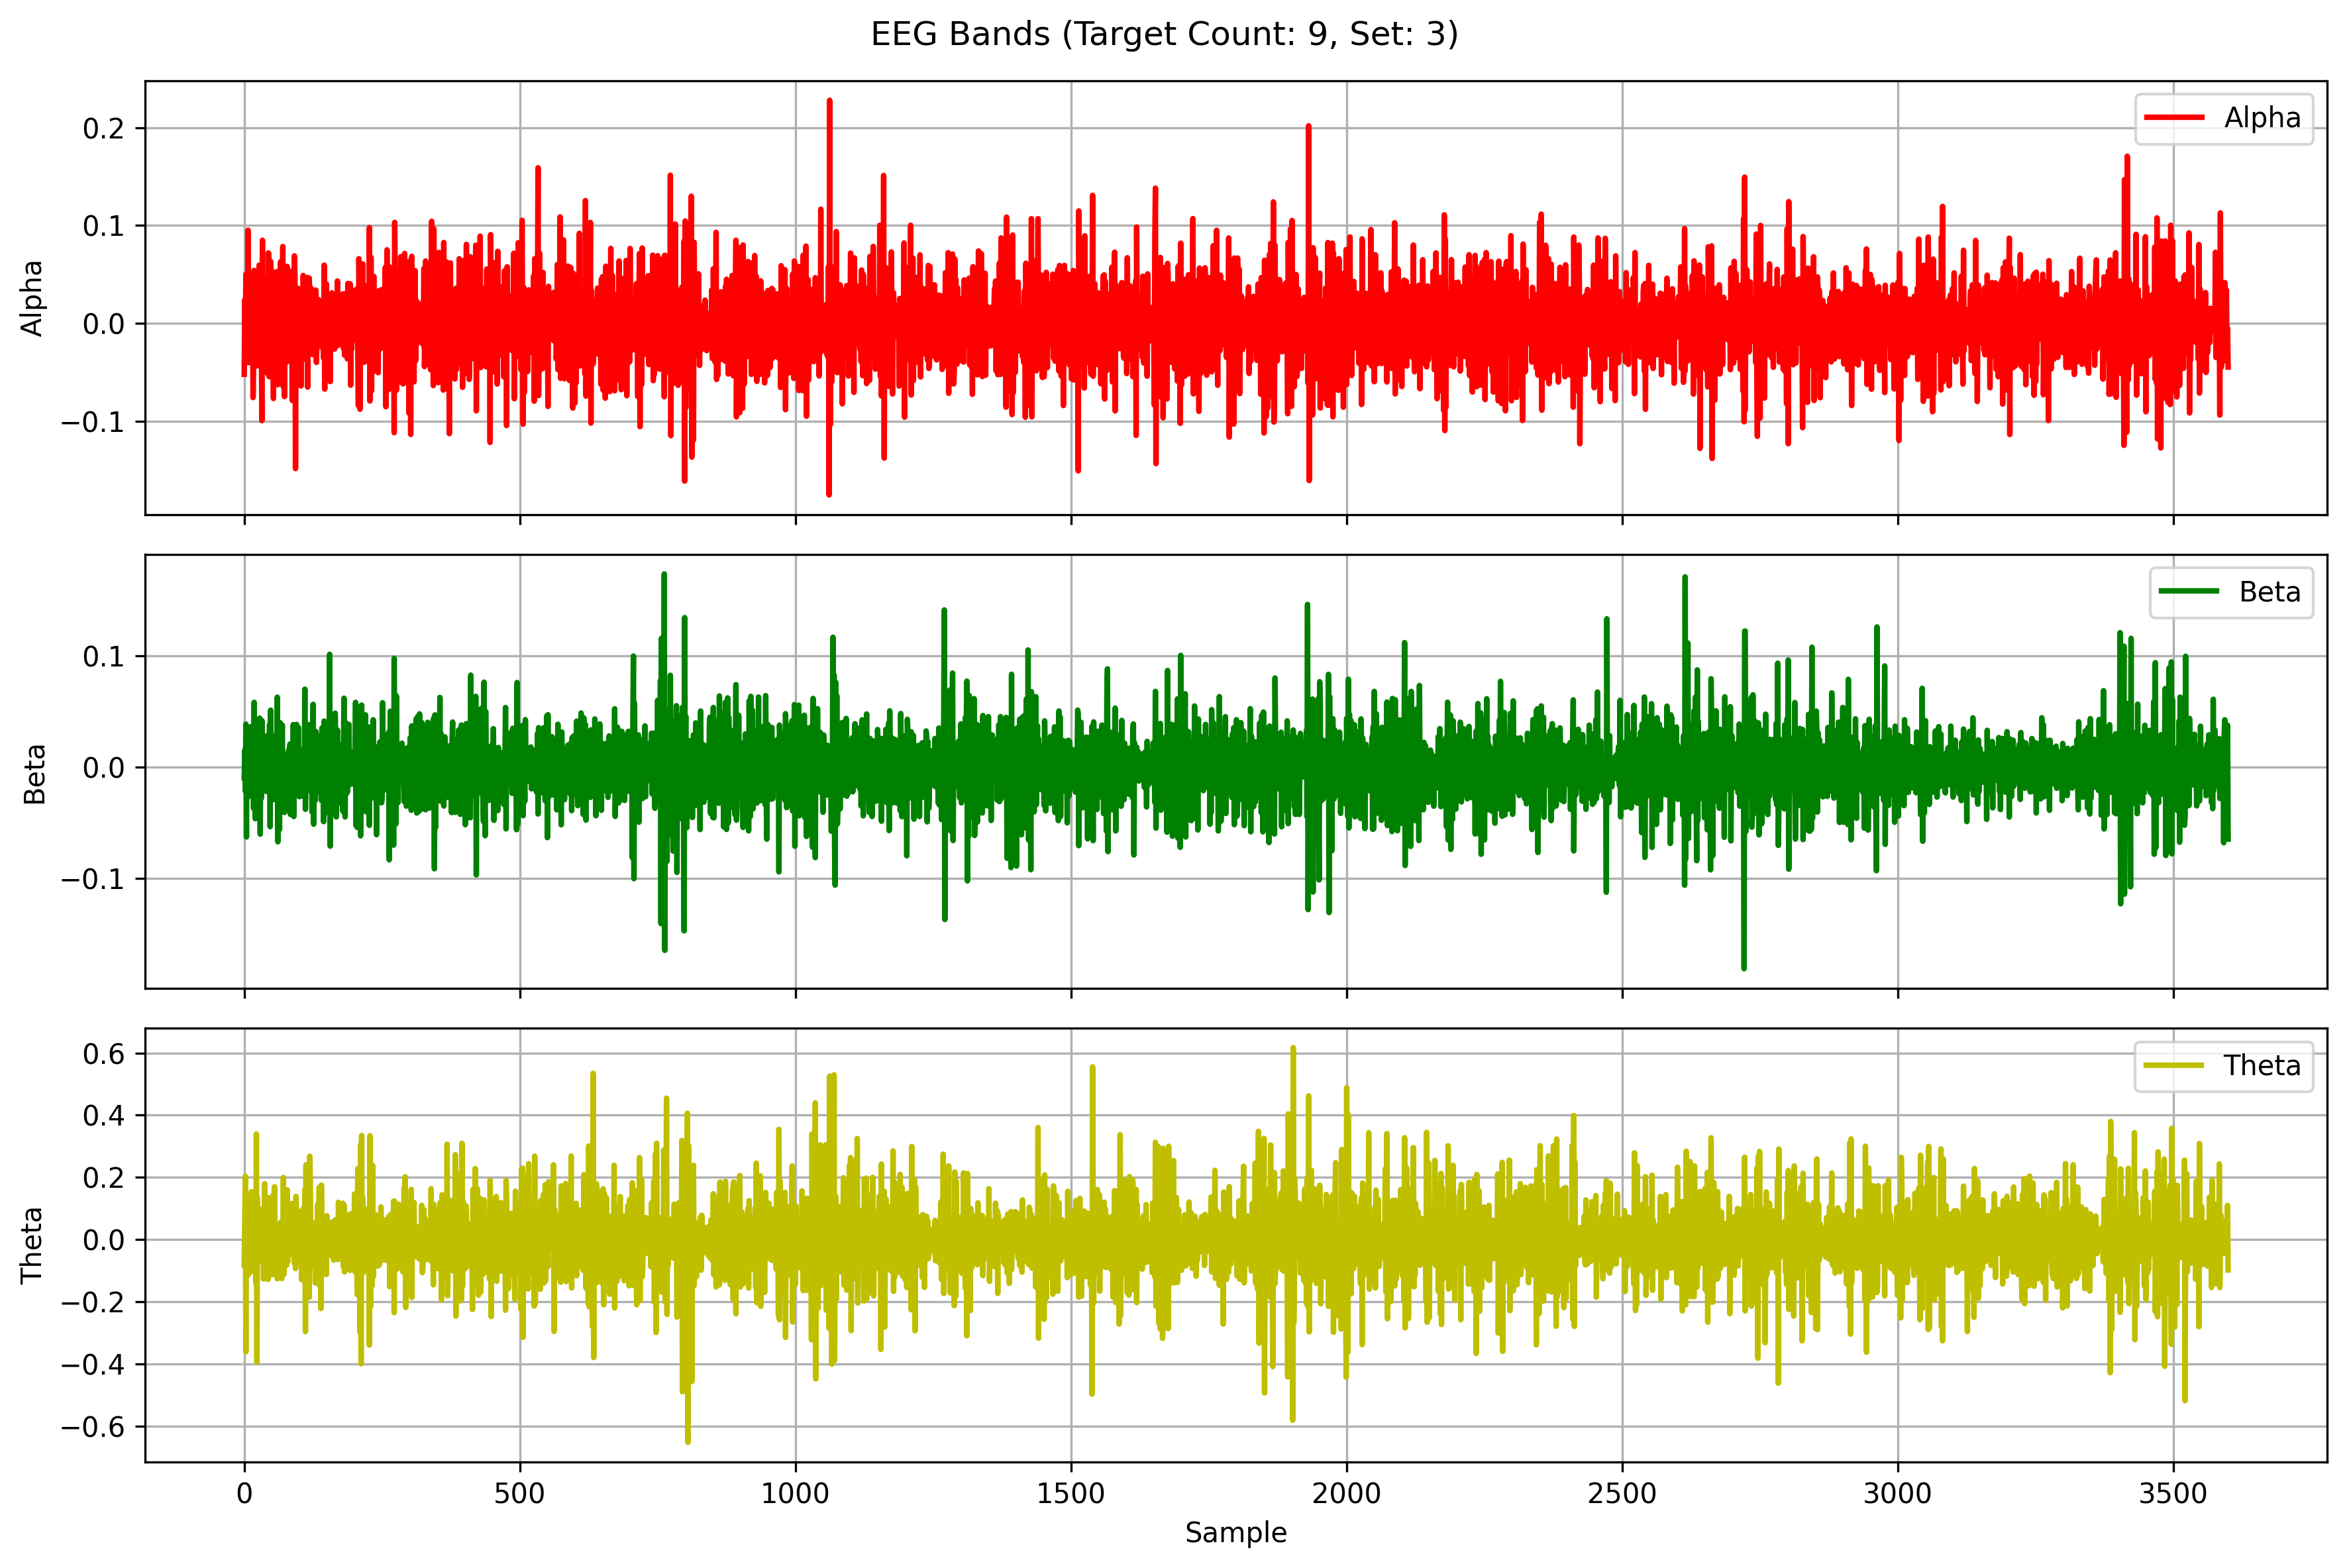 EEG Bands (Target Count: 9, Set: 3)
0.2
0.1
0.0
−0.1
Alpha
Alpha
0.1
0.0
−0.1
Beta
Beta
0.6
0.4
0.2
0.0
−0.2
−0.4
−0.6
Theta
Theta
0 500 1000 1500 2000 2500 3000 3500
Sample